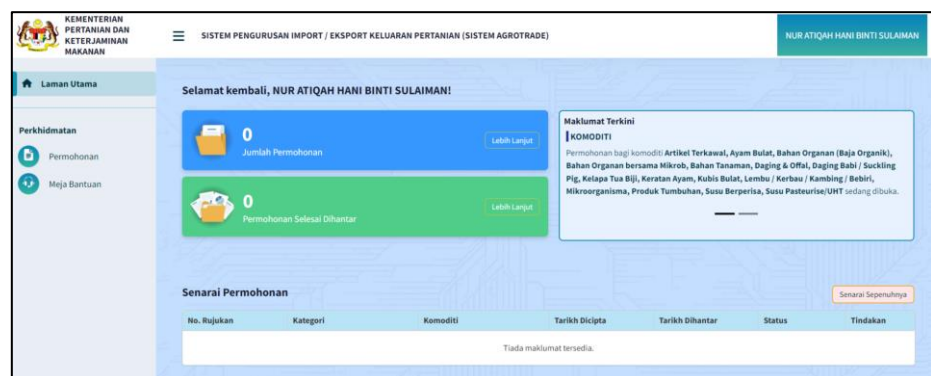 KEMENTERIAN
PERTANIAN DAN
KETERJAMINAN
MAKANAN
SISTEM PENGURUSAN IMPORT / EKSPORT KELUARAN PERTANIAN (SISTEM AGROTRADE)
NUR ATIQAH HANI BINTI SULAIMAN
Laman Utama
Perkhidmatan
Permohonan
Meja Bantuan
Selamat kembali, NUR ATIQAH HANI BINTI SULAIMAN!
0
Jumlah Permohonan
Lebih Lanjut
0
Permohonan Selesai Dihantar
Lebih Lanjut
Maklumat Terkini
KOMODITI
Permohonan bagi komoditi Artikel Terkawal, Ayam Bulat, Bahan Organan (Baja Organik),
Bahan Organan bersama Mikrob, Bahan Tanaman, Daging & Offal, Daging Babi / Suckling
Pig, Kelapa Tua Biji, Keratan Ayam, Kubis Bulat, Lembu / Kerbau / Kambing / Bebiri,
Mikroorganisma, Produk Tumbuhan, Susu Berperisa, Susu Pasteurise/UHT sedang dibuka.
Senarai Permohonan
Senarai Sepenuhnya
No. Rujukan Kategori Komoditi Tarikh Dicipta Tarikh Dihantar Status Tindakan
Tiada maklumat tersedia.